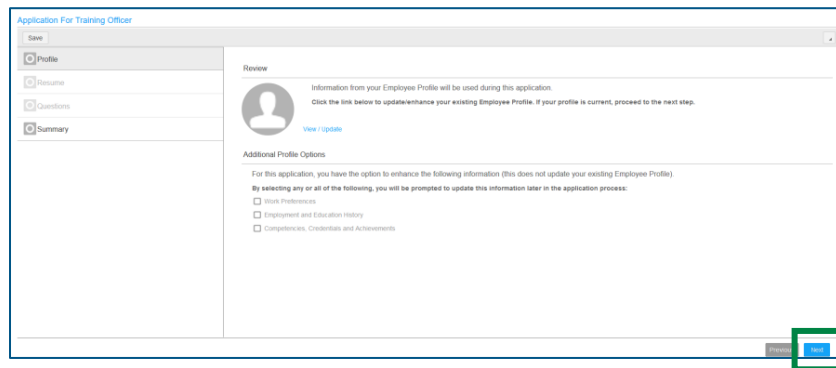 Application For Training Officer
Save
Profile
Resume
Questions
Summary
Review
Information from your Employee Profile will be used during this application.
Click the link below to update/enhance your existing Employee Profile. If your profile is current, proceed to the next step.
View / Update
Additional Profile Options
For this application, you have the option to enhance the following information (this does not update your existing Employee Profile).
By selecting any or all of the following, you will be prompted to update this information later in the application process:
Work Preferences
Employment and Education History
Competencies, Credentials and Achievements
Next